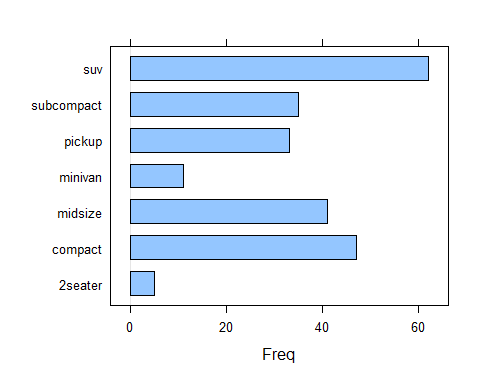 suv
subcompact
pickup
minivan
midsize
compact
2seater
0 20 40 60
Freq